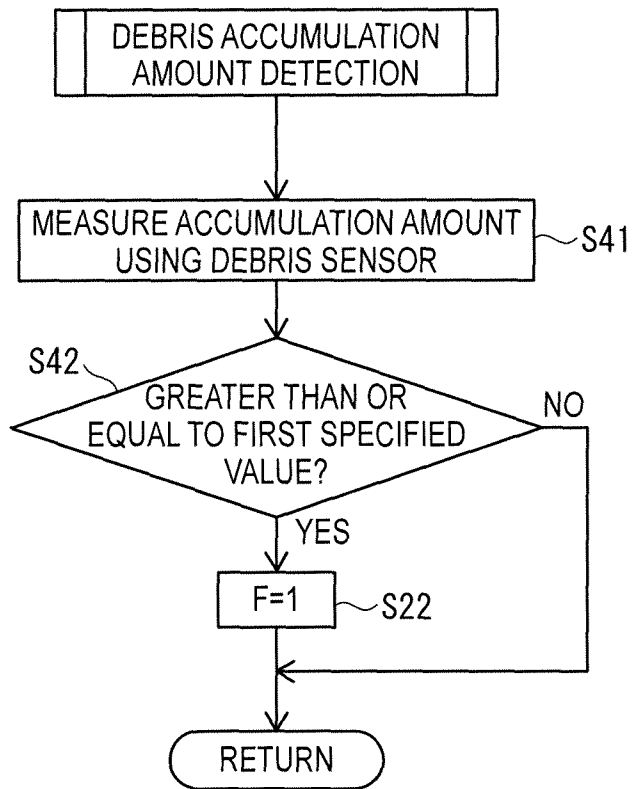 DEBRIS ACCUMULATION
AMOUNT DETECTION
MEASURE ACCUMULATION AMOUNT
USING DEBRIS SENSOR
S41
S42
GREATER THAN OR
EQUAL TO FIRST SPECIFIED
VALUE?
NO
YES
F=1
S22
RETURN